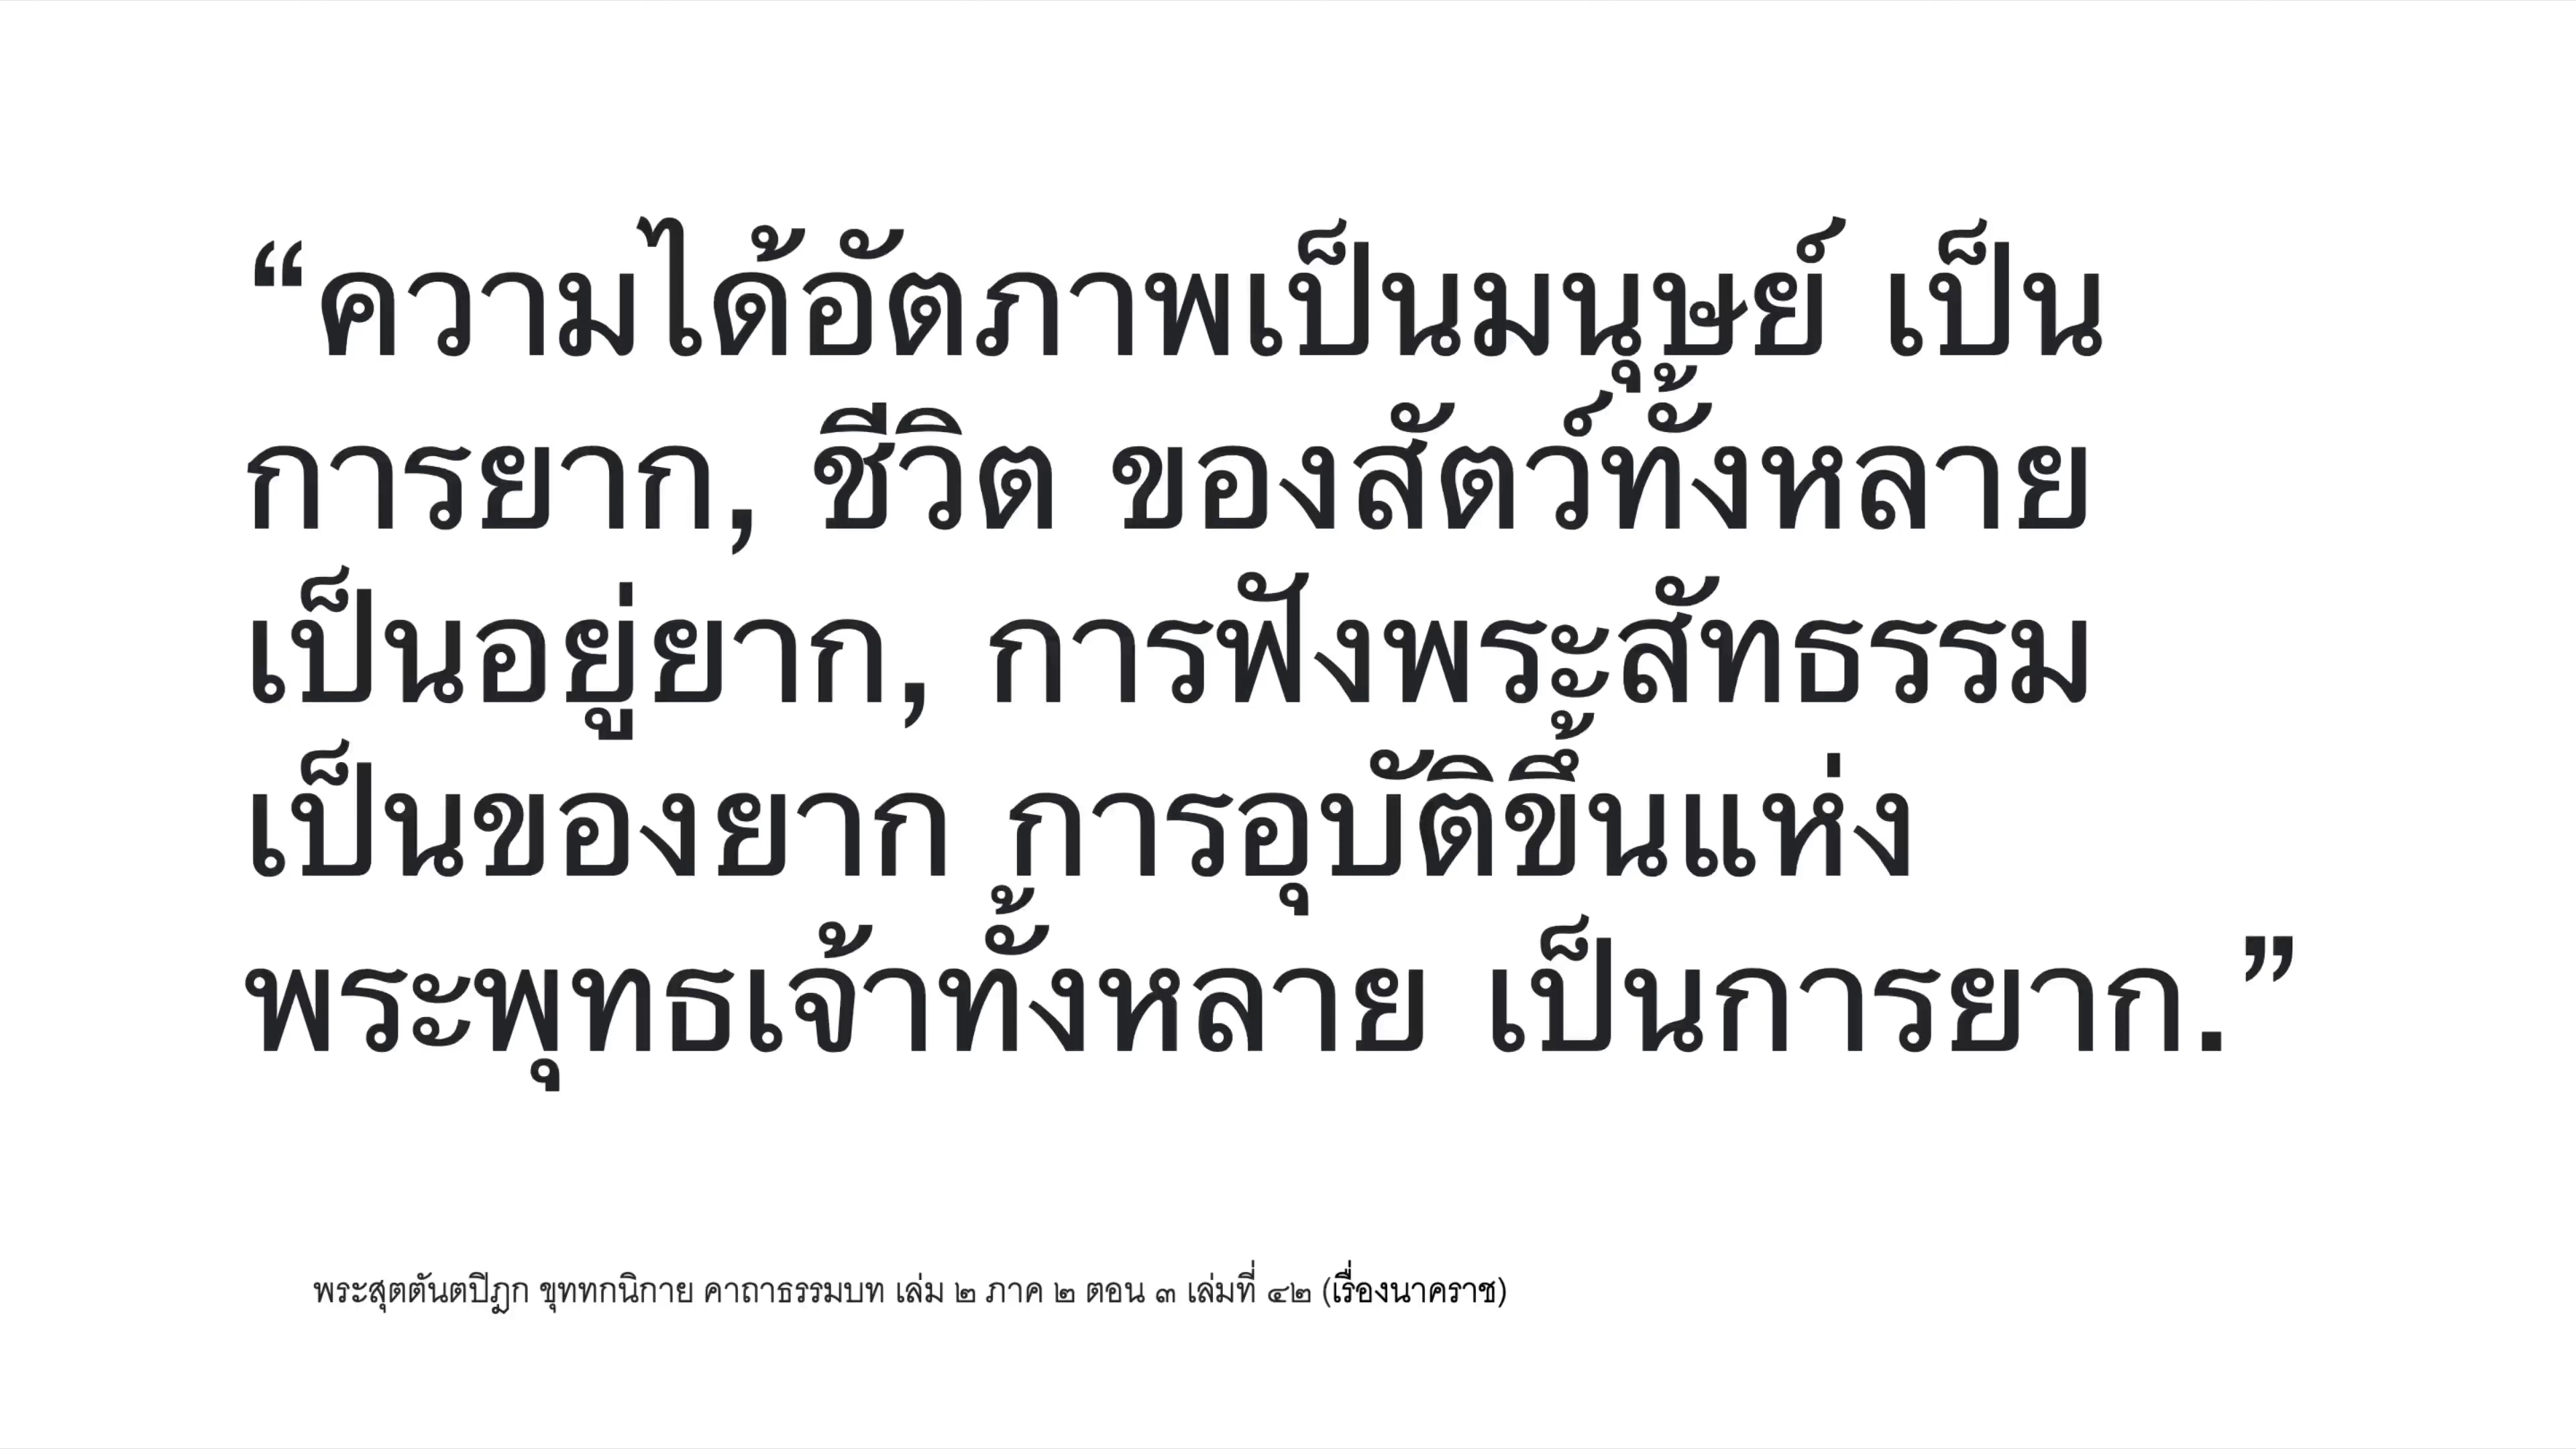 “ความได้อัตภาพเป็นมนุษย์ เป็น
การยาก, ชีวิต ของสัตว์ทั้งหลาย
เป็นอยู่ยาก, การฟังพระสัทธรรม
เป็นของยาก การอุบัติขึ้นแห่ง
พระพุทธเจ้าทั้งหลาย เป็นการยาก.”
พระสุตตันตปิฎก ขุททกนิกาย คาถาธรรมบท เล่ม ๒ ภาค ๒ ตอน ๓ เล่มที่ ๔๒ (เรื่องนาคราช)